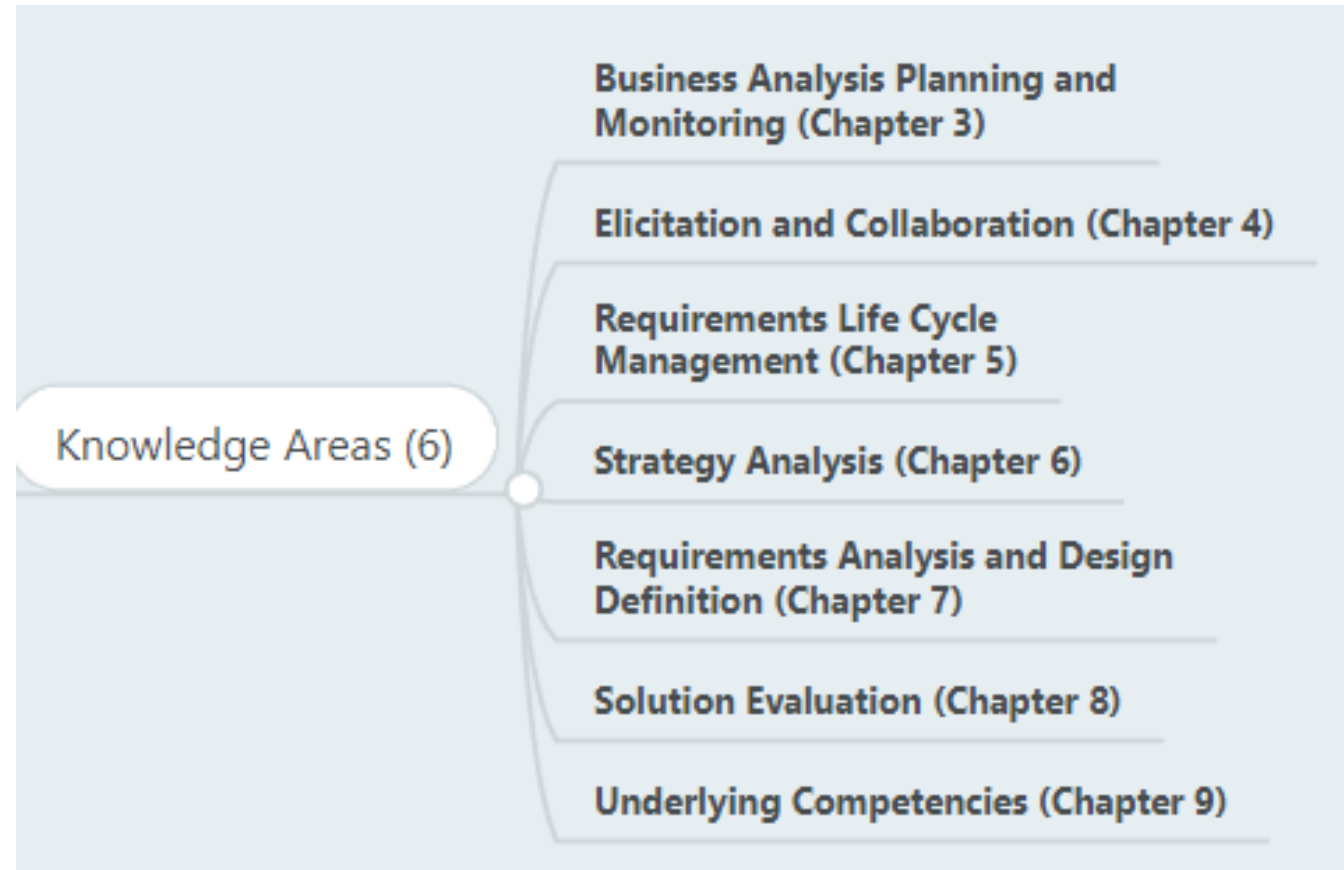 Business Analysis Planning and
Monitoring (Chapter 3)
Elicitation and Collaboration (Chapter 4)
Requirements Life Cycle
Management (Chapter 5)
Knowledge Areas (6)
Strategy Analysis (Chapter 6)
Requirements Analysis and Design
Definition (Chapter 7)
Solution Evaluation (Chapter 8)
Underlying Competencies (Chapter 9)